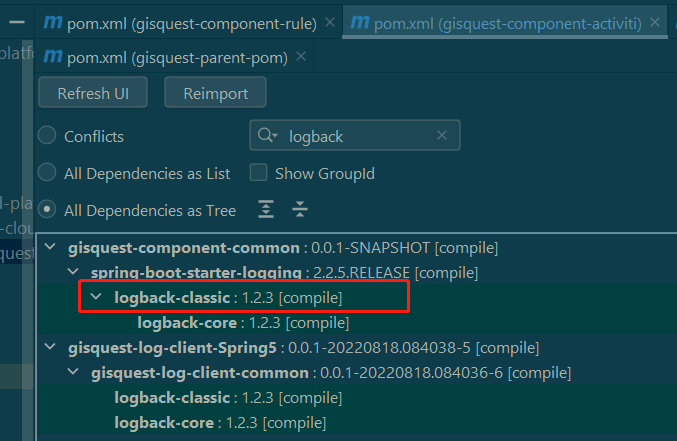 pom.xml (gisquest-component-rule) pom.xml (gisquest-component-activiti)
platfo
pom.xml (gisquest-parent-pom)
Refresh UI Reimport
Conflicts logback
All Dependencies as List Show GroupId
d-plat
All Dependencies as Tree
-clou
quest
gisquest-component-common : 0.0.1-SNAPSHOT [compile]
spring-boot-starter-logging : 2.2.5.RELEASE [compile]
logback-classic : 1.2.3 [compile]
logback-core : 1.2.3 [compile]
gisquest-log-client-Spring5 : 0.0.1-20220818.084038-5 [compile]
gisquest-log-client-common : 0.0.1-20220818.084036-6 [compile]
logback-classic : 1.2.3 [compile]
logback-core : 1.2.3 [compile]